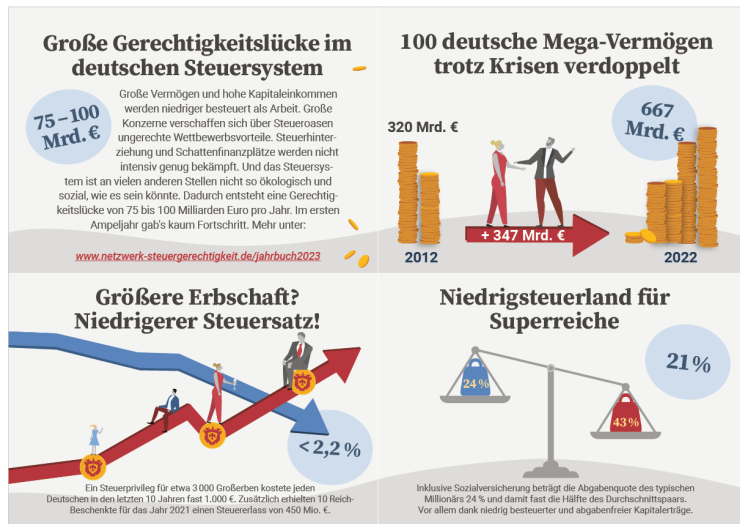 Große Gerechtigkeitslücke im
deutschen Steuersystem
75–100
Mrd. €
Große Vermögen und hohe Kapitaleinkommen
werden niedriger besteuert als Arbeit. Große
Konzerne verschaffen sich über Steueroasen
ungerechte Wettbewerbsvorteile. Steuerhinter-
ziehung und Schattenfinanzplätze werden nicht
intensiv genug bekämpft. Und das Steuersys-
tem ist an vielen anderen Stellen nicht so ökologisch und
sozial, wie es sein könnte. Dadurch entsteht eine Gerechtig-
keitslücke von 75 bis 100 Milliarden Euro pro Jahr. Im ersten
Ampeljahr gab's kaum Fortschritt. Mehr unter:
www.netzwerk-steuergerechtigkeit.de/jahrbuch2023
100 deutsche Mega-Vermögen
trotz Krisen verdoppelt
320 Mrd. €
667
Mrd. €
+ 347 Mrd. €
2012
2022
Größere Erbschaft?
Niedrigerer Steuersatz!
< 2,2 %
Ein Steuerprivileg für etwa 3 000 Großerben kostete jeden
Deutschen in den letzten 10 Jahren fast 1.000 €. Zusätzlich erhielten 10 Reich-
Beschenkte für das Jahr 2021 einen Steuererlass von 450 Mio. €.
Niedrigsteuerland für
Superreiche
21 %
24 %
43 %
Inklusive Sozialversicherung beträgt die Abgabenquote des typischen
Millionärs 24 % und damit fast die Hälfte des Durchschnittspaars.
Vor allem dank niedrig besteuerter und abgabenfreier Kapitalerträge.